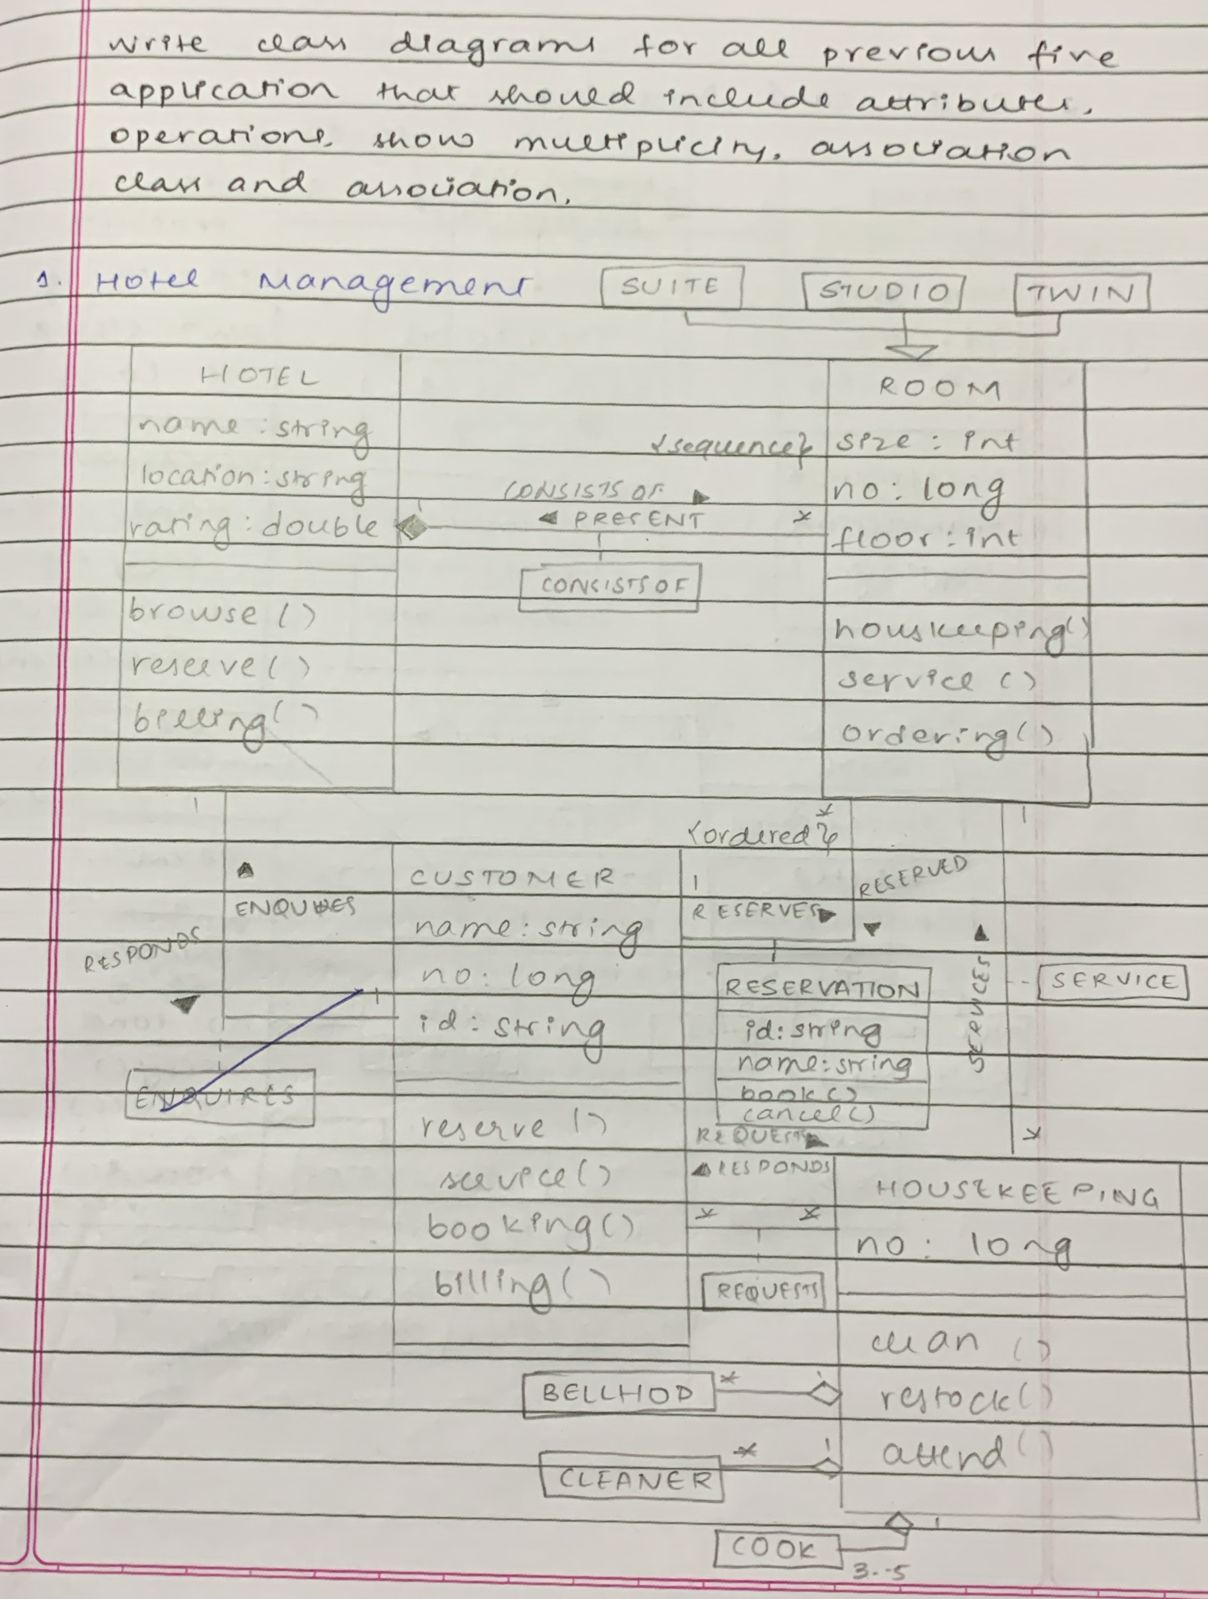 write class diagrams for all previous five
application that should include attributes,
operations, show multiplicity, association
class and association.
1. Hotel Management
SUITE
STUDIO
TWIN
HOTEL
name : string
location : string
rating : double
browse ()
reserve ()
billing ()
{sequence}
CONSISTS OF ▶
◀ PRESENT
*
CONSISTS OF
ROOM
size : int
no : long
floor : int
houskeeping()
service ()
ordering ()
1
ENQUIRES
RESPONDS
1
ENQUIRES
CUSTOMER
name : string
no : long
id : string
reserve ()
service ()
booking ()
billing ()
*
{ordered}
1
RESERVES ▶
RESERVED
RESERVATION
id: string
name: string
book ()
cancel ()
1
SERVICES
SERVICE
*
REQUESTS ▶
RESPONDS
* *
REQUESTS
HOUSEKEEPING
no : long
clean ()
restock ()
attend ()
BELLHOD
*
1
CLEANER
*
1
COOK
1
3..5